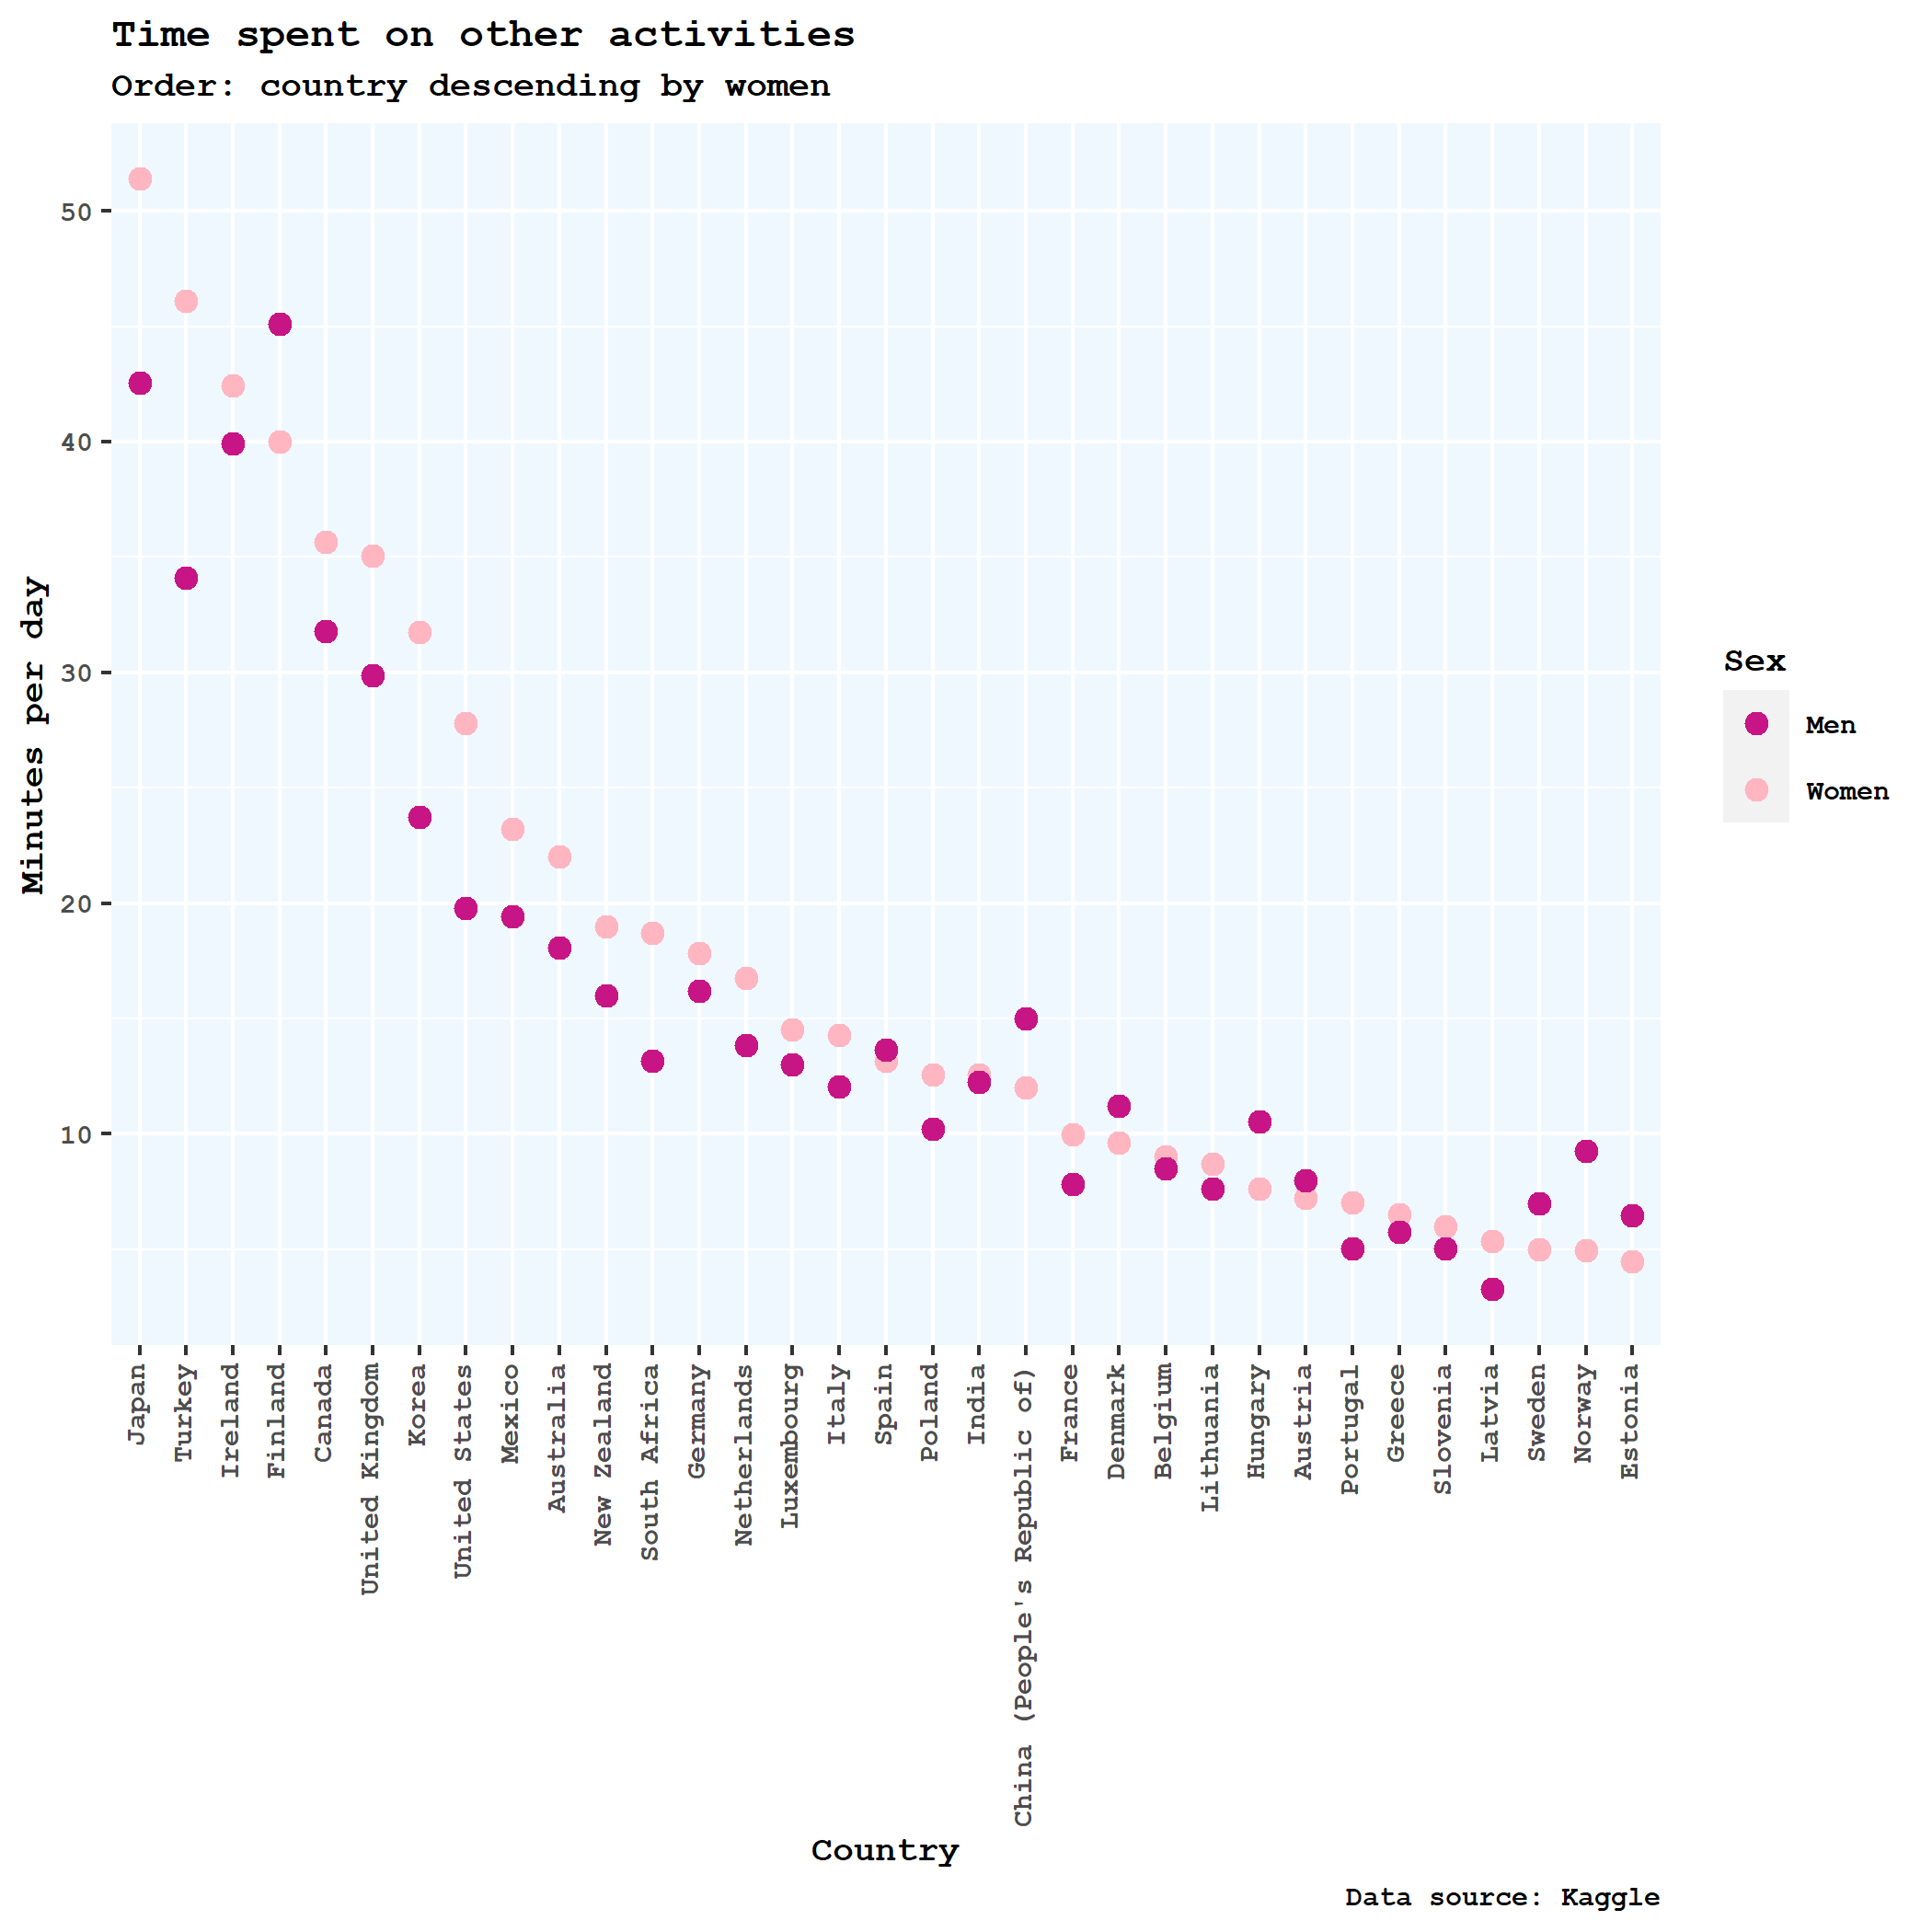 Time spent on other activities
Order: country descending by women
Minutes per day
50
40
30
20
10
Sex
Men
Women
Japan
Turkey
Ireland
Finland
Canada
United Kingdom
Korea
United States
Mexico
Australia
New Zealand
South Africa
Germany
Netherlands
Luxembourg
Italy
Spain
Poland
India
China (People's Republic of)
France
Denmark
Belgium
Lithuania
Hungary
Austria
Portugal
Greece
Slovenia
Latvia
Sweden
Norway
Estonia
Country
Data source: Kaggle